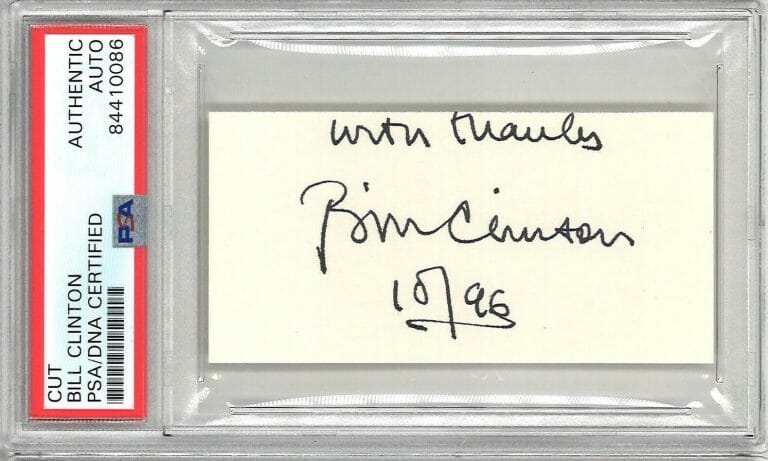 CUT
BILL CLINTON
PSA/DNA CERTIFIED
AUTHENTIC
AUTO
84410086
PSA
with thanks
Bill Clinton
10/96